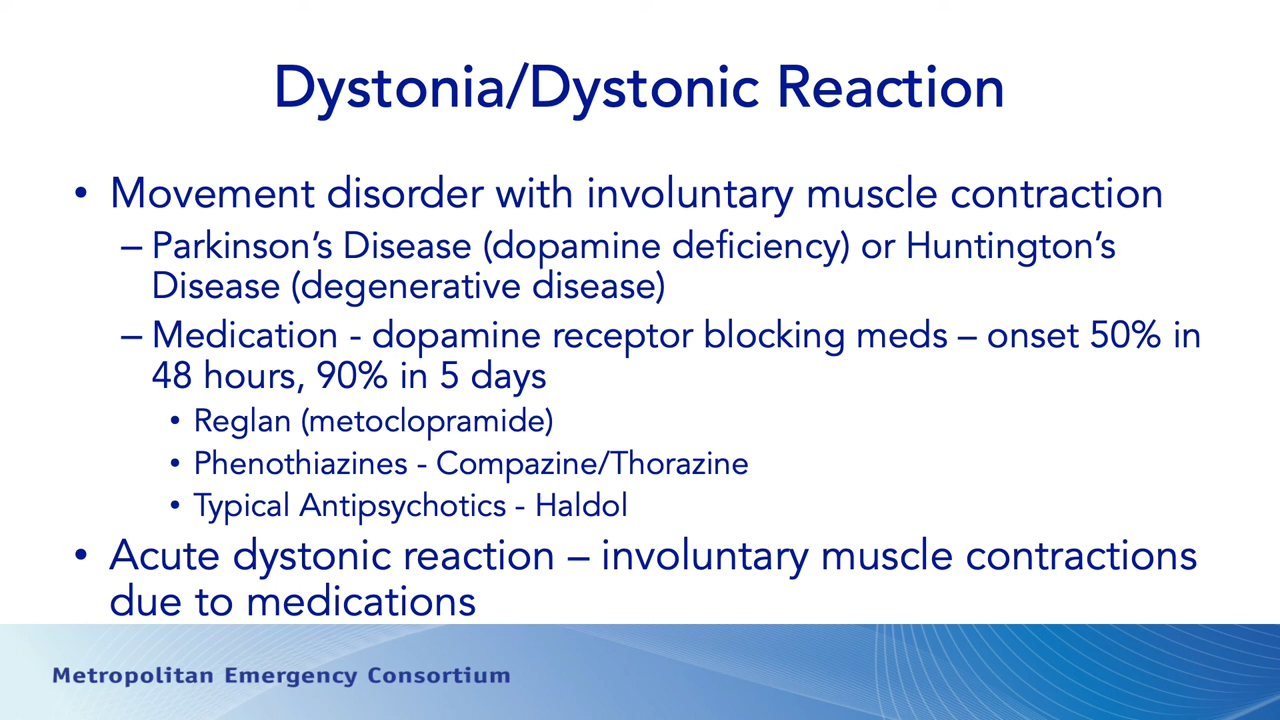 Dystonia/Dystonic Reaction
• Movement disorder with involuntary muscle contraction
– Parkinson’s Disease (dopamine deficiency) or Huntington’s
Disease (degenerative disease)
– Medication - dopamine receptor blocking meds – onset 50% in
48 hours, 90% in 5 days
• Reglan (metoclopramide)
• Phenothiazines - Compazine/Thorazine
• Typical Antipsychotics - Haldol
• Acute dystonic reaction – involuntary muscle contractions
due to medications
Metropolitan Emergency Consortium